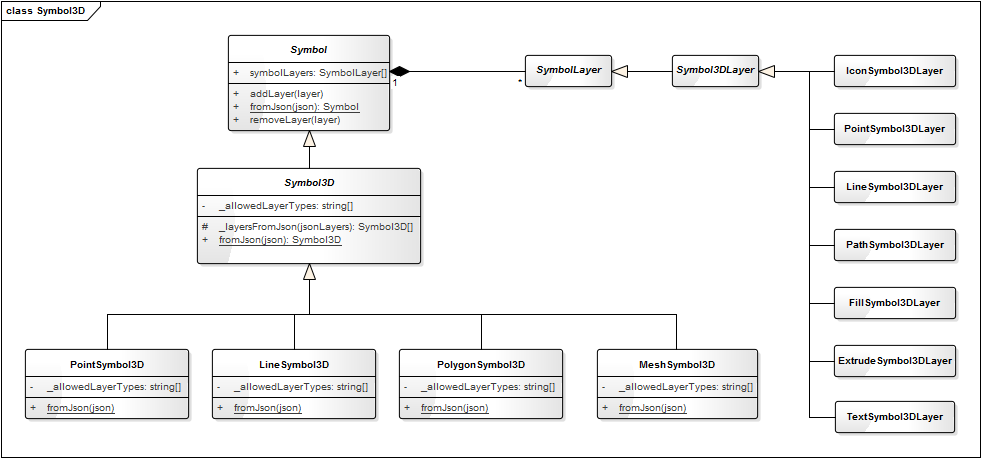 class Symbol3D
Symbol
+ symbolLayers: SymbolLayer[]
+ addLayer(layer)
+ fromJson(json): Symbol
+ removeLayer(layer)
1
*
SymbolLayer
Symbol3DLayer
IconSymbol3DLayer
PointSymbol3DLayer
LineSymbol3DLayer
PathSymbol3DLayer
FillSymbol3DLayer
ExtrudeSymbol3DLayer
TextSymbol3DLayer
Symbol3D
- _allowedLayerTypes: string[]
# _layersFromJson(jsonLayers): Symbol3D[]
+ fromJson(json): Symbol3D
PointSymbol3D
- _allowedLayerTypes: string[]
+ fromJson(json)
LineSymbol3D
- _allowedLayerTypes: string[]
+ fromJson(json)
PolygonSymbol3D
- _allowedLayerTypes: string[]
+ fromJson(json)
MeshSymbol3D
- _allowedLayerTypes: string[]
+ fromJson(json)